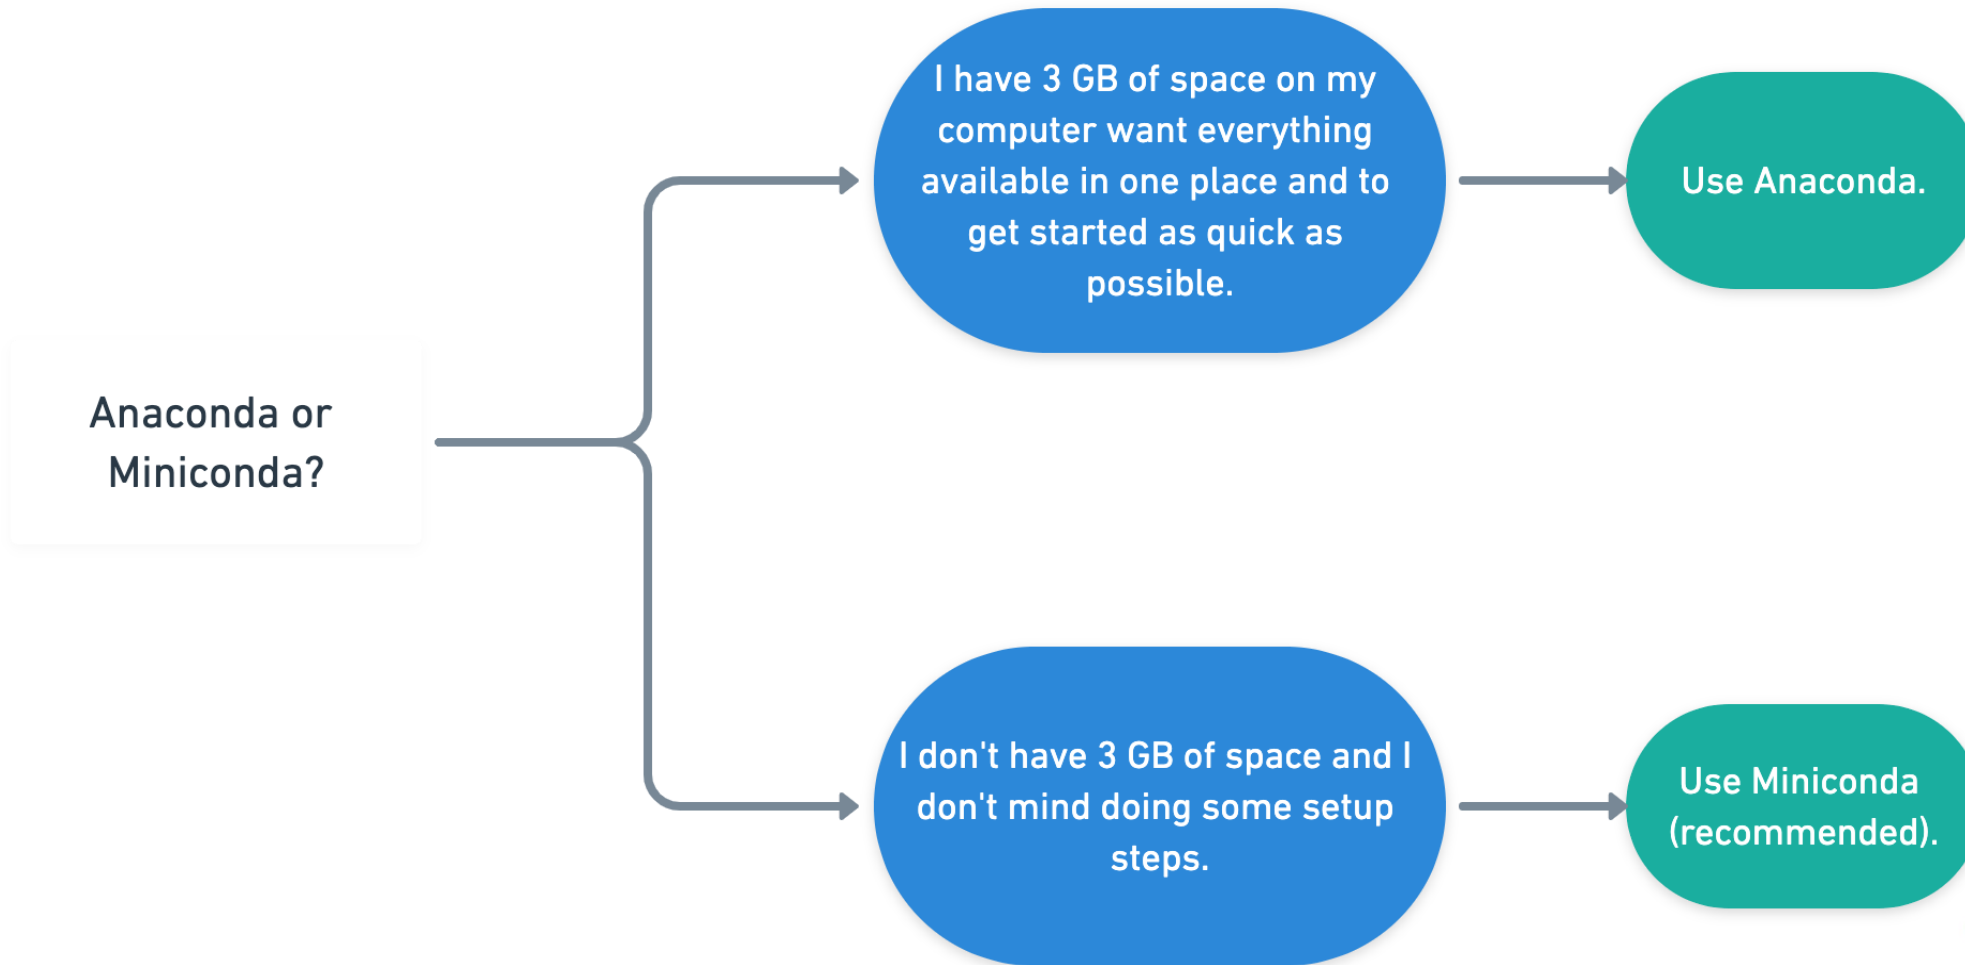 Anaconda or
Miniconda?
I have 3 GB of space on my
computer want everything
available in one place and to
get started as quick as
possible.
Use Anaconda.
I don't have 3 GB of space and I
don't mind doing some setup
steps.
Use Miniconda
(recommended).